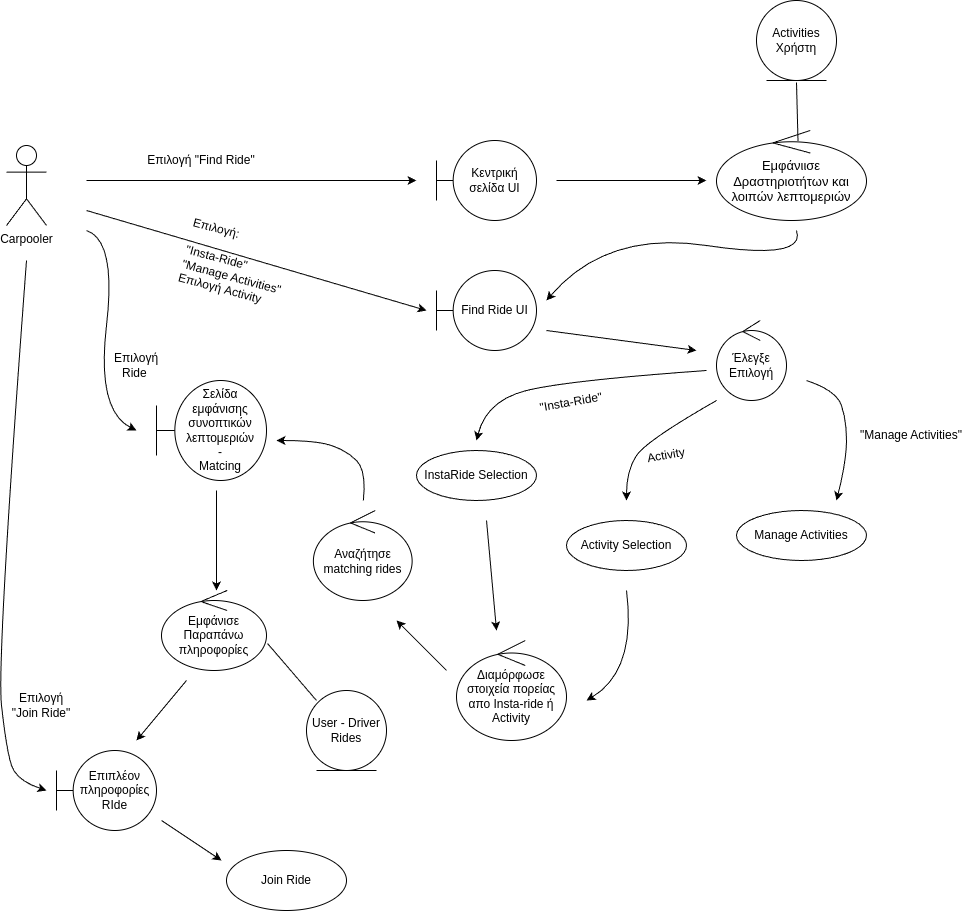 Activities
Χρήστη
Επιλογή "Find Ride"
Κεντρική
σελίδα UI
Εμφάνιισε
Δραστηριοτήτων και
λοιπών λεπτομεριών
Carpooler
Επιλογή:
"Insta-Ride"
"Manage Activities"
Επιλογή Activity
Find Ride UI
Έλεγξε
Επιλογή
Επιλογή
Ride
Σελίδα
εμφάνισης
συνοπτικών
λεπτομεριών
-
Matcing
"Insta-Ride"
Activity
"Manage Activities"
InstaRide Selection
Activity Selection
Manage Activities
Αναζήτησε
matching rides
Εμφάνισε
Παραπάνω
πληροφορίες
Διαμόρφωσε
στοιχεία πορείας
απο Insta-ride ή
Activity
User - Driver
Rides
Επιλογή
"Join Ride"
Επιπλέον
πληροφορίες
RIde
Join Ride